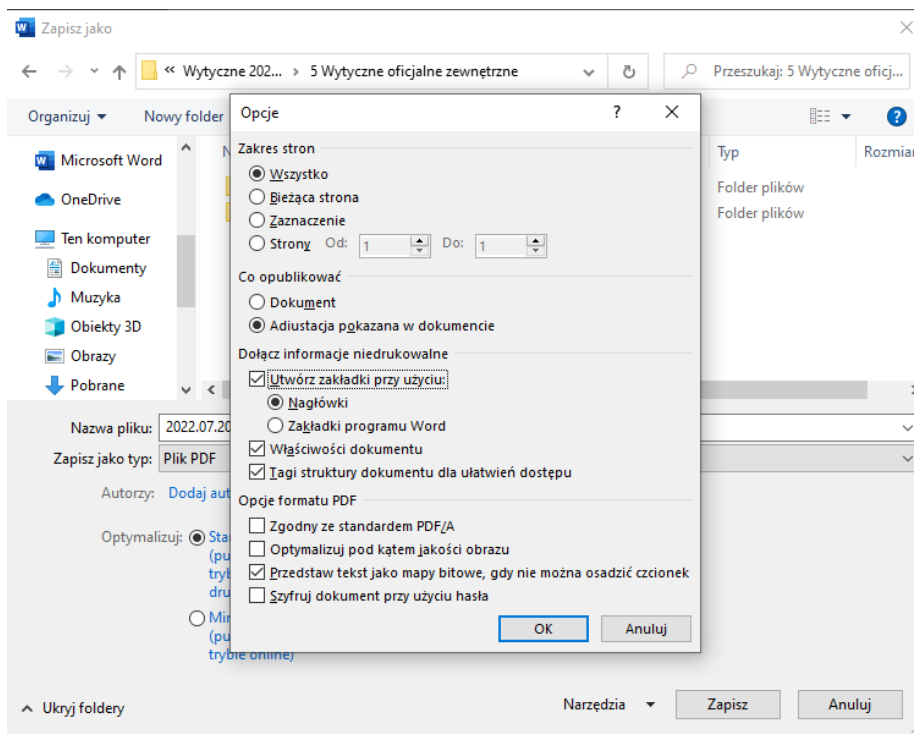 Zapisz jako
« Wytyczne 202... › 5 Wytyczne oficjalne zewnętrzne
Przeszukaj: 5 Wytyczne oficj...
Organizuj
Nowy folder
Microsoft Word
OneDrive
Ten komputer
Dokumenty
Muzyka
Obiekty 3D
Obrazy
Pobrane
Typ
Rozmiar
Folder plików
Folder plików
Opcje
?
Zakres stron
Wszystko
Bieżąca strona
Zaznaczenie
Strony Od: 1 Do: 1
Co opublikować
Dokument
Adiustacja pokazana w dokumencie
Dołącz informacje niedrukowalne
Utwórz zakładki przy użyciu:
Nagłówki
Zakładki programu Word
Właściwości dokumentu
Tagi struktury dokumentu dla ułatwień dostępu
Opcje formatu PDF
Zgodny ze standardem PDF/A
Optymalizuj pod kątem jakości obrazu
Przedstaw tekst jako mapy bitowe, gdy nie można osadzić czcionek
Szyfruj dokument przy użyciu hasła
OK Anuluj
Nazwa pliku: 2022.07.20
Zapisz jako typ: Plik PDF
Autorzy: Dodaj aut
Optymalizuj: Sta
(pu
tryb
dru
Mir
(pu
trybie online)
Ukryj foldery
Narzędzia
Zapisz
Anuluj